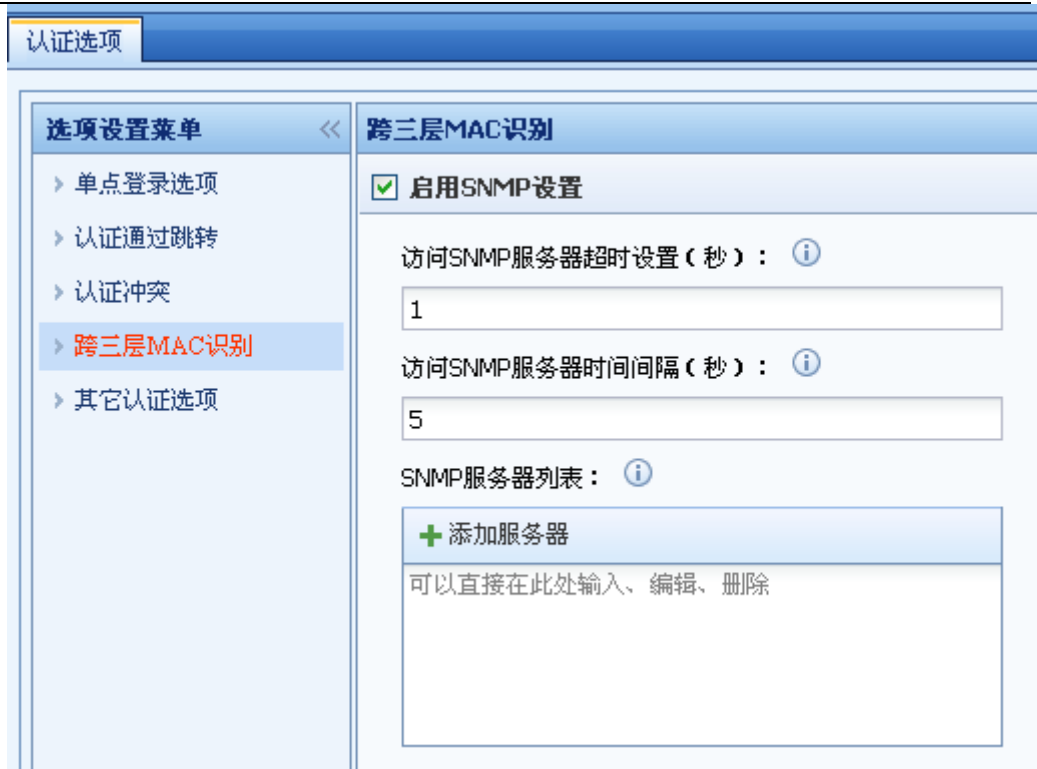 认证选项
选项设置菜单
单点登录选项
认证通过跳转
认证冲突
跨三层MAC识别
其它认证选项
跨三层MAC识别
启用SNMP设置
访问SNMP服务器超时设置(秒):
1
访问SNMP服务器时间间隔(秒):
5
SNMP服务器列表:
添加服务器
可以直接在此处输入、编辑、删除